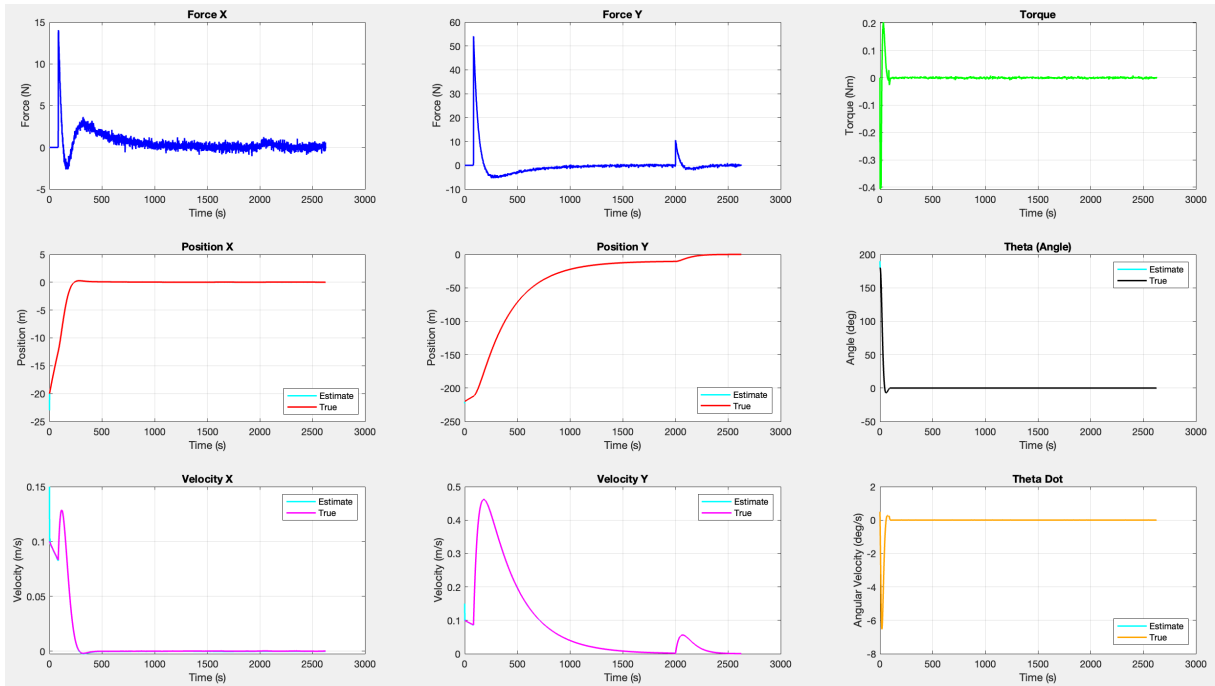 Force X
Force (N)
15
10
5
0
-5
0 500 1000 1500 2000 2500 3000
Time (s)
Force Y
Force (N)
60
50
40
30
20
10
0
-10
0 500 1000 1500 2000 2500 3000
Time (s)
Torque
Torque (Nm)
0.2
0.1
0
-0.1
-0.2
-0.3
-0.4
0 500 1000 1500 2000 2500 3000
Time (s)
Position X
Position (m)
5
0
-5
-10
-15
-20
-25
Estimate
True
0 500 1000 1500 2000 2500 3000
Time (s)
Position Y
Position (m)
0
-50
-100
-150
-200
-250
Estimate
True
0 500 1000 1500 2000 2500 3000
Time (s)
Theta (Angle)
Angle (deg)
200
150
100
50
0
-50
Estimate
True
0 500 1000 1500 2000 2500 3000
Time (s)
Velocity X
Velocity (m/s)
0.15
0.1
0.05
0
Estimate
True
0 500 1000 1500 2000 2500 3000
Time (s)
Velocity Y
Velocity (m/s)
0.5
0.4
0.3
0.2
0.1
0
Estimate
True
0 500 1000 1500 2000 2500 3000
Time (s)
Theta Dot
Angular Velocity (deg/s)
2
0
-2
-4
-6
-8
Estimate
True
0 500 1000 1500 2000 2500 3000
Time (s)